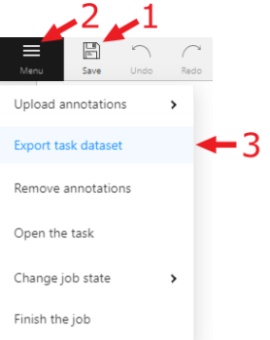 2 1
Menu Save Undo Redo
Upload annotations
Export task dataset
3
Remove annotations
Open the task
Change job state
Finish the job